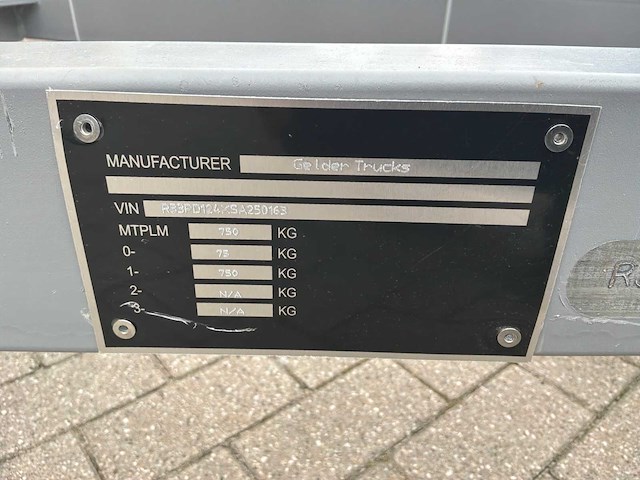 MANUFACTURER Gelder Trucks
VIN
MTPLM 750 KG
0- 75 KG
1- 750 KG
2- N/A KG
3- N/A KG